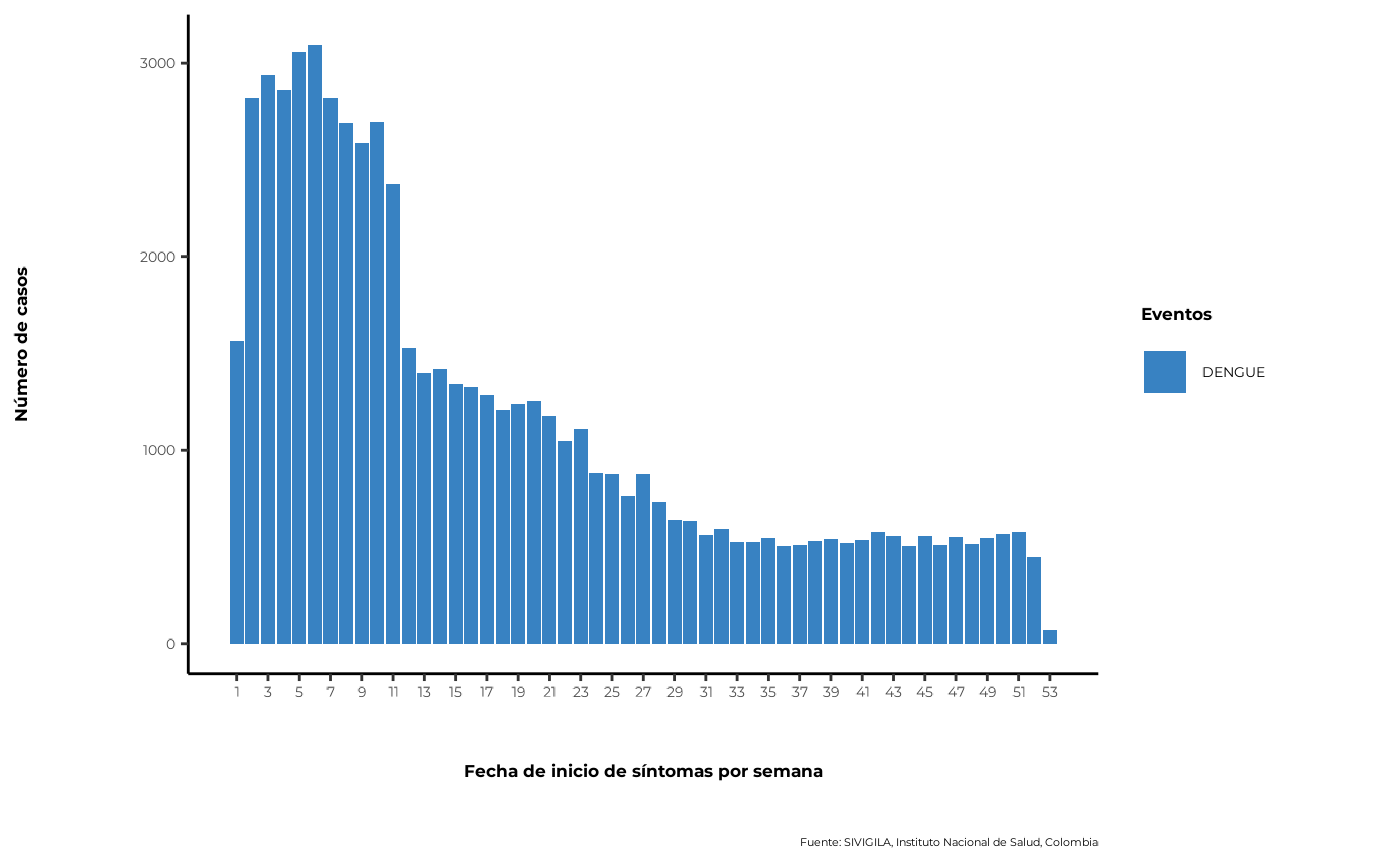 Número de casos
3000
2000
1000
0
1 3 5 7 9 11 13 15 17 19 21 23 25 27 29 31 33 35 37 39 41 43 45 47 49 51 53
Fecha de inicio de síntomas por semana
Eventos
DENGUE
Fuente: SIVIGILA, Instituto Nacional de Salud, Colombia